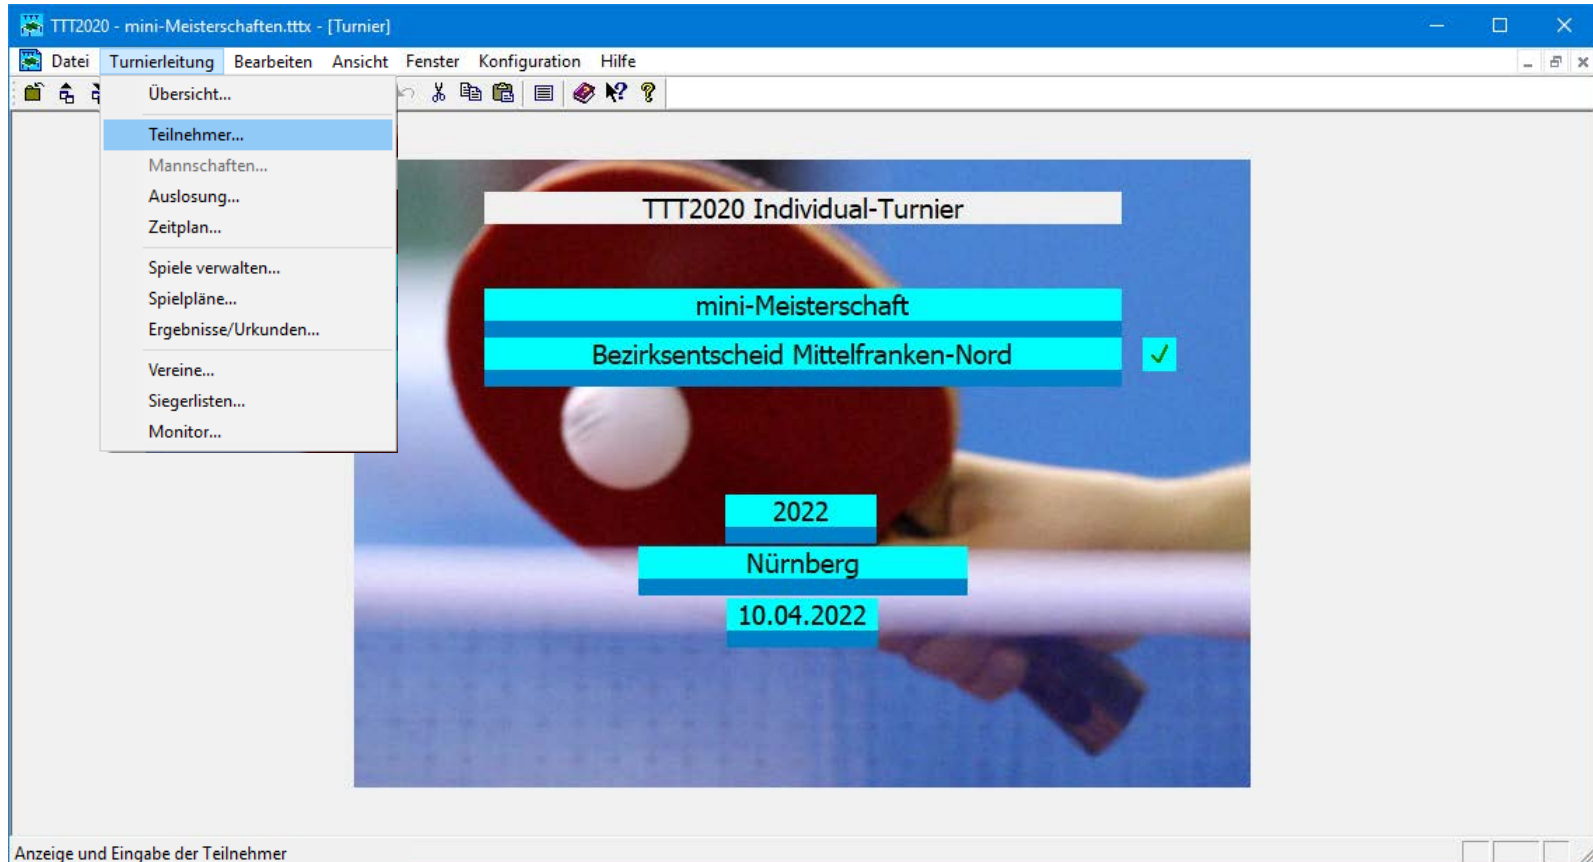 TTT2020 - mini-Meisterschaften.tttx - [Turnier]
Datei Turnierleitung Bearbeiten Ansicht Fenster Konfiguration Hilfe
Übersicht...
Teilnehmer...
Mannschaften...
Auslosung...
Zeitplan...
Spiele verwalten...
Spielpläne...
Ergebnisse/Urkunden...
Vereine...
Siegerlisten...
Monitor...
TTT2020 Individual-Turnier
mini-Meisterschaft
Bezirksentscheid Mittelfranken-Nord
2022
Nürnberg
10.04.2022
Anzeige und Eingabe der Teilnehmer